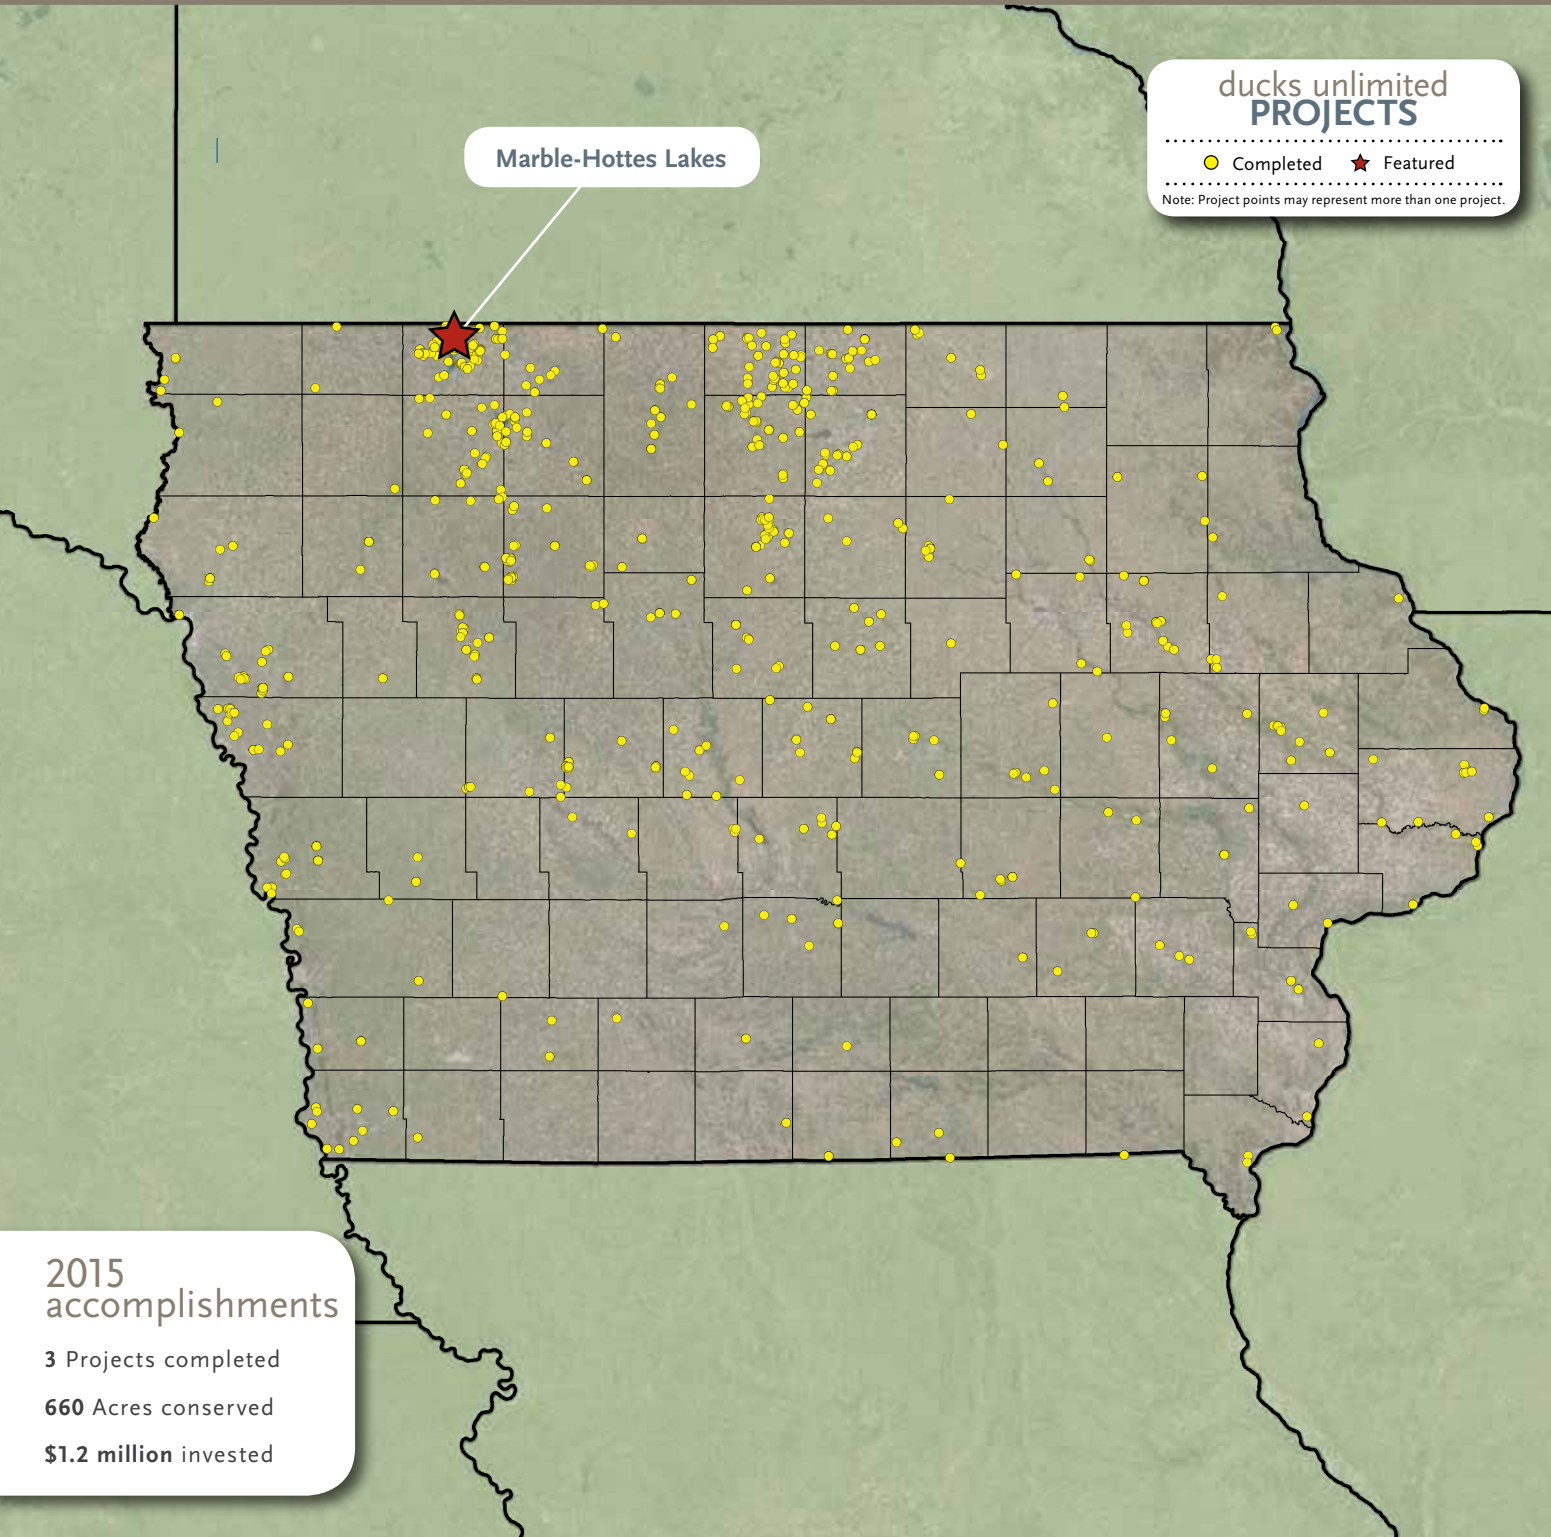 ducks unlimited
PROJECTS
Completed Featured
Note: Project points may represent more than one project.
Marble-Hottes Lakes
2015
accomplishments
3 Projects completed
660 Acres conserved
$1.2 million invested